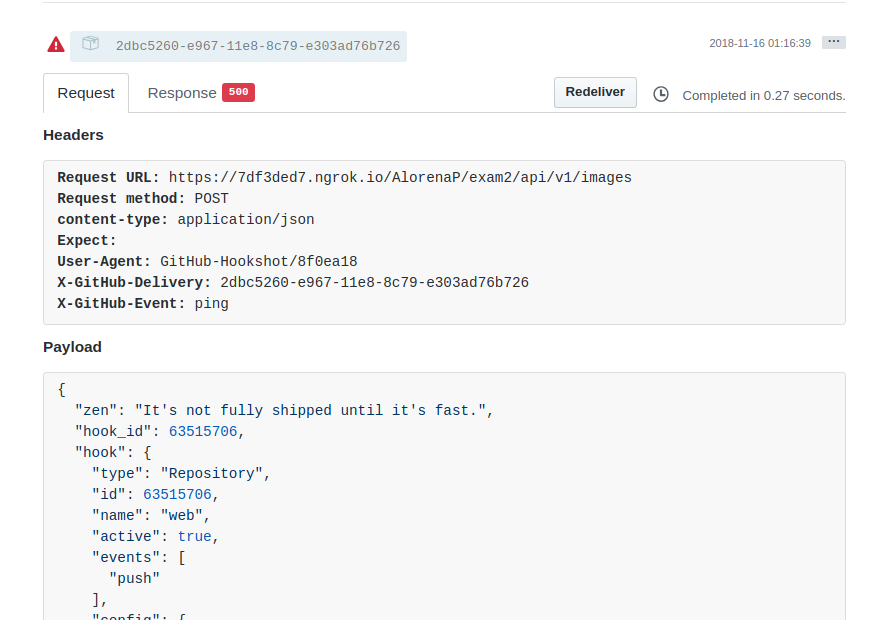 2dbc5260-e967-11e8-8c79-e303ad76b726 2018-11-16 01:16:39 ...
Request Response 500 Redeliver Completed in 0.27 seconds.
Headers
Request URL: https://7df3ded7.ngrok.io/AlorenaP/exam2/api/v1/images
Request method: POST
content-type: application/json
Expect:
User-Agent: GitHub-Hookshot/8f0ea18
X-GitHub-Delivery: 2dbc5260-e967-11e8-8c79-e303ad76b726
X-GitHub-Event: ping
Payload
{
  "zen": "It's not fully shipped until it's fast.",
  "hook_id": 63515706,
  "hook": {
    "type": "Repository",
    "id": 63515706,
    "name": "web",
    "active": true,
    "events": [
      "push"
    ],
    "config": {